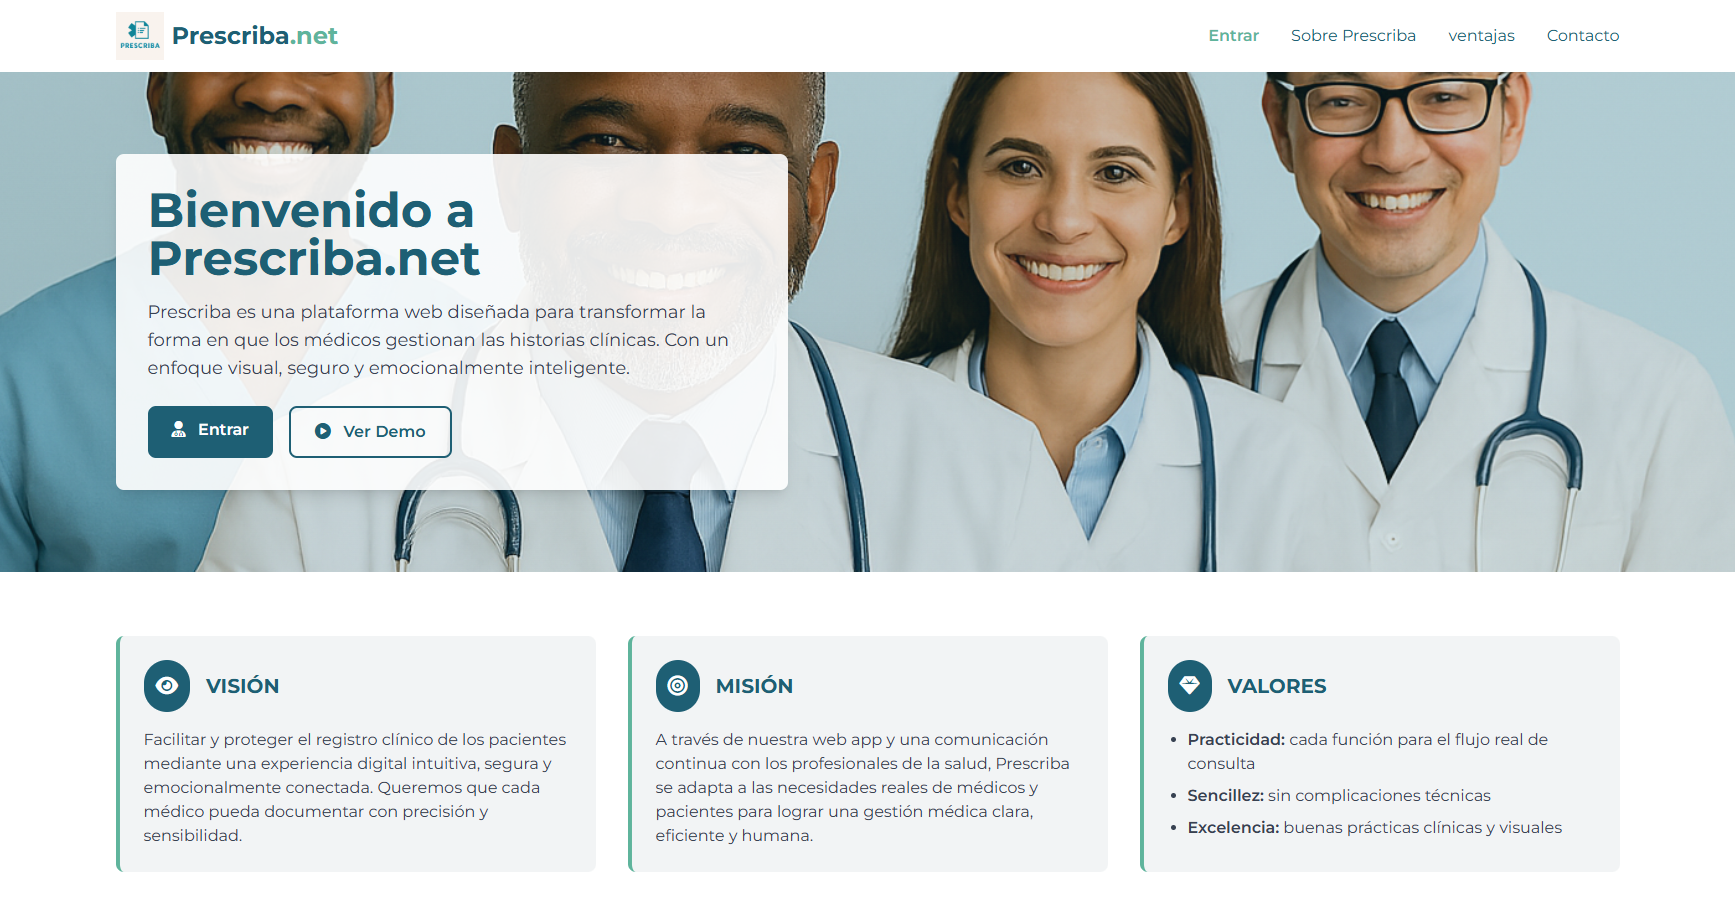 PRESCRIBA
Prescriba.net
Entrar
Sobre Prescriba
ventajas
Contacto
Bienvenido a
Prescriba.net
Prescriba es una plataforma web diseñada para transformar la
forma en que los médicos gestionan las historias clínicas. Con un
enfoque visual, seguro y emocionalmente inteligente.
Entrar
Ver Demo
VISIÓN
Facilitar y proteger el registro clínico de los pacientes
mediante una experiencia digital intuitiva, segura y
emocionalmente conectada. Queremos que cada
médico pueda documentar con precisión y
sensibilidad.
MISIÓN
A través de nuestra web app y una comunicación
continua con los profesionales de la salud, Prescriba
se adapta a las necesidades reales de médicos y
pacientes para lograr una gestión médica clara,
eficiente y humana.
VALORES
• Practicidad: cada función para el flujo real de
consulta
• Sencillez: sin complicaciones técnicas
• Excelencia: buenas prácticas clínicas y visuales